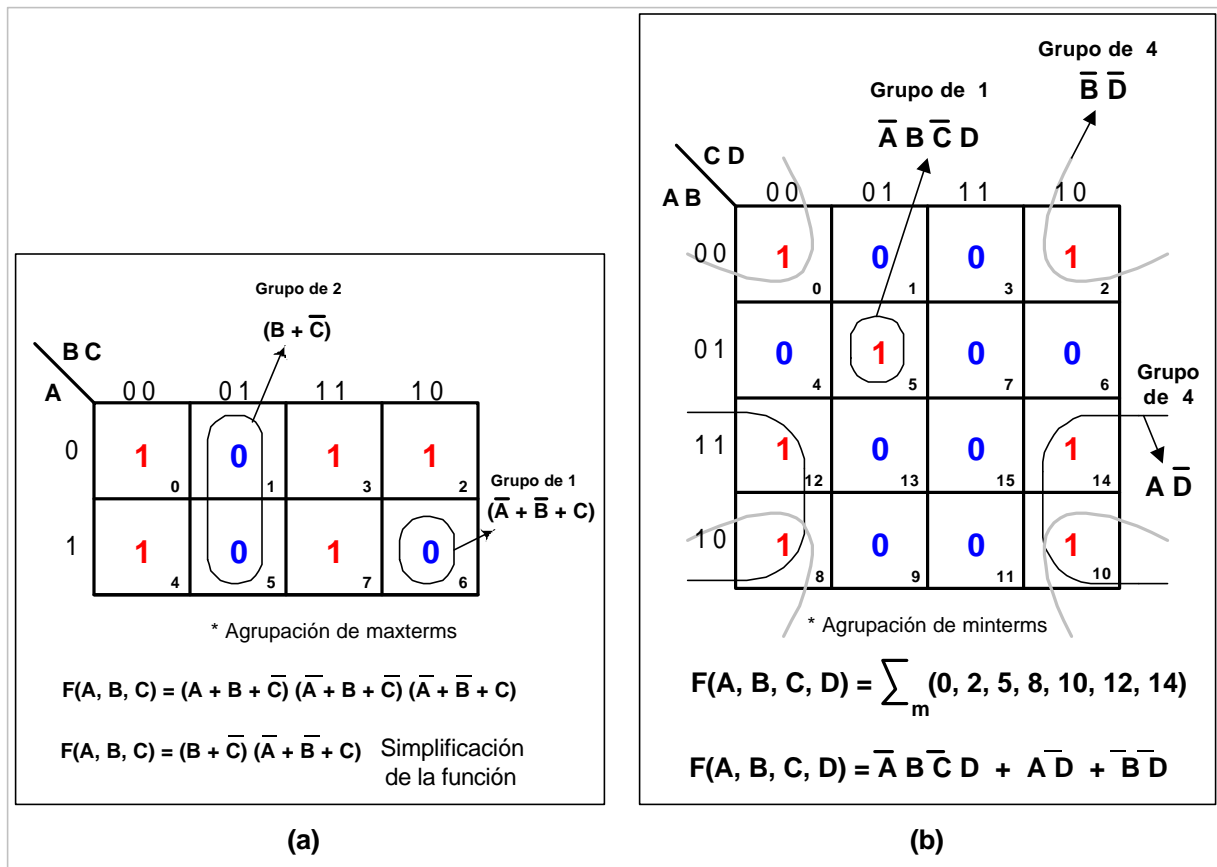 Grupo de 2
(B + C̅)
B C
A
0 0
0 1
1 1
1 0
0
1
0
0
1
1
3
1
2
1
1
4
0
5
1
7
0
6
Grupo de 1
(A̅ + B̅ + C)
* Agrupación de maxterms
F(A, B, C) = (A + B + C̅) (A̅ + B + C̅) (A̅ + B̅ + C)
F(A, B, C) = (B + C̅) (A̅ + B̅ + C)
Simplificación
de la función
(a)
Grupo de 4
B̅ D̅
Grupo de 1
A̅ B C̅ D
C D
A B
0 0
0 1
1 1
1 0
0 0
1
0
0
1
0
3
1
2
0 1
0
4
1
5
0
7
0
6
Grupo
de 4
A D̅
1 1
1
12
0
13
0
15
1
14
1 0
1
8
0
9
0
11
1
10
* Agrupación de minterms
F(A, B, C, D) = ∑m (0, 2, 5, 8, 10, 12, 14)
F(A, B, C, D) = A̅ B C̅ D + A D̅ + B̅ D̅
(b)